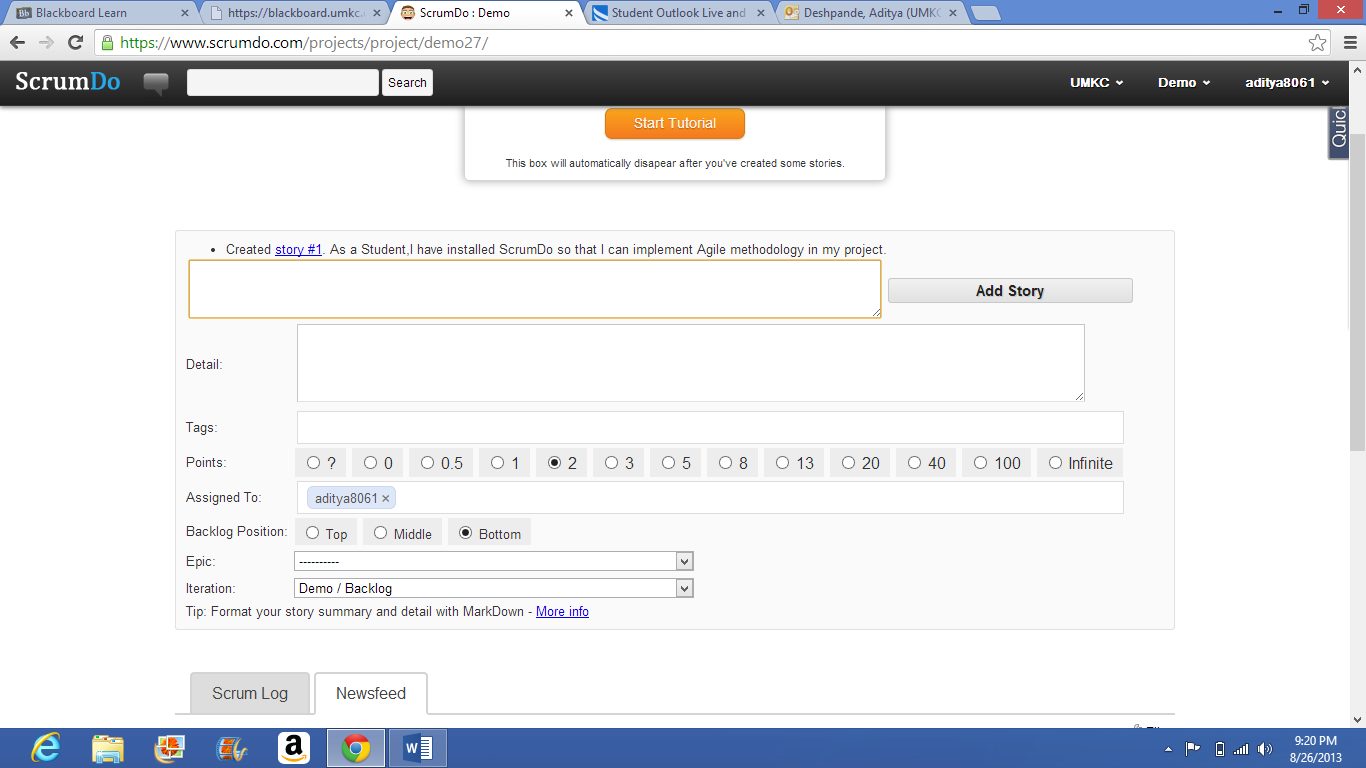 Blackboard Learn × https://blackboard.umkc. × ScrumDo : Demo × Student Outlook Live and × Deshpande, Aditya (UMKC ×
https://www.scrumdo.com/projects/project/demo27/
ScrumDo Search UMKC Demo aditya8061
Start Tutorial
Quic
This box will automatically disapear after you've created some stories.
• Created story #1. As a Student,I have installed ScrumDo so that I can implement Agile methodology in my project.
Add Story
Detail:
Tags:
Points: ? 0 0.5 1 2 3 5 8 13 20 40 100 Infinite
Assigned To: aditya8061 ×
Backlog Position: Top Middle Bottom
Epic: ----------
Iteration: Demo / Backlog
Tip: Format your story summary and detail with MarkDown - More info
Scrum Log Newsfeed
9:20 PM
8/26/2013